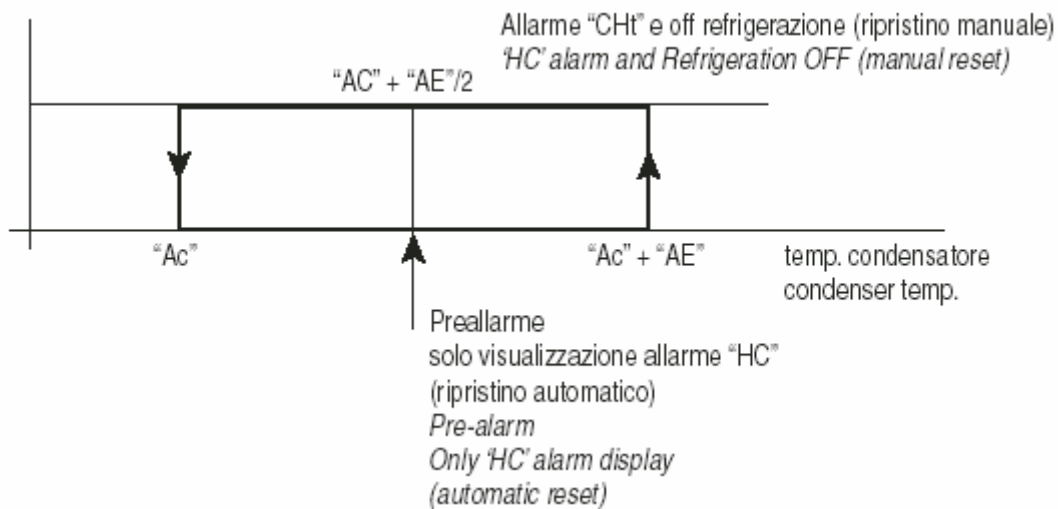 Allarme “CHt” e off refrigerazione (ripristino manuale)
‘HC’ alarm and Refrigeration OFF (manual reset)
“AC” + “AE”/2
“Ac”
“Ac” + “AE”
temp. condensatore
condenser temp.
Preallarme
solo visualizzazione allarme “HC”
(ripristino automatico)
Pre-alarm
Only ‘HC’ alarm display
(automatic reset)